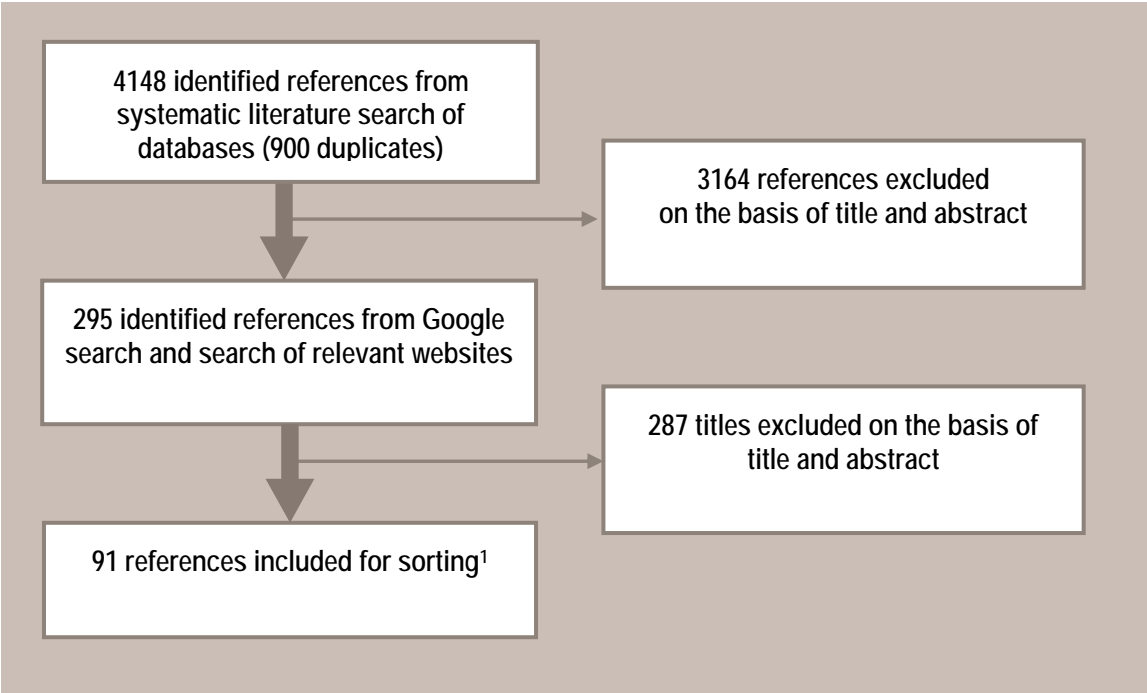 4148 identified references from
systematic literature search of
databases (900 duplicates)
3164 references excluded
on the basis of title and abstract
295 identified references from Google
search and search of relevant websites
287 titles excluded on the basis of
title and abstract
91 references included for sorting¹